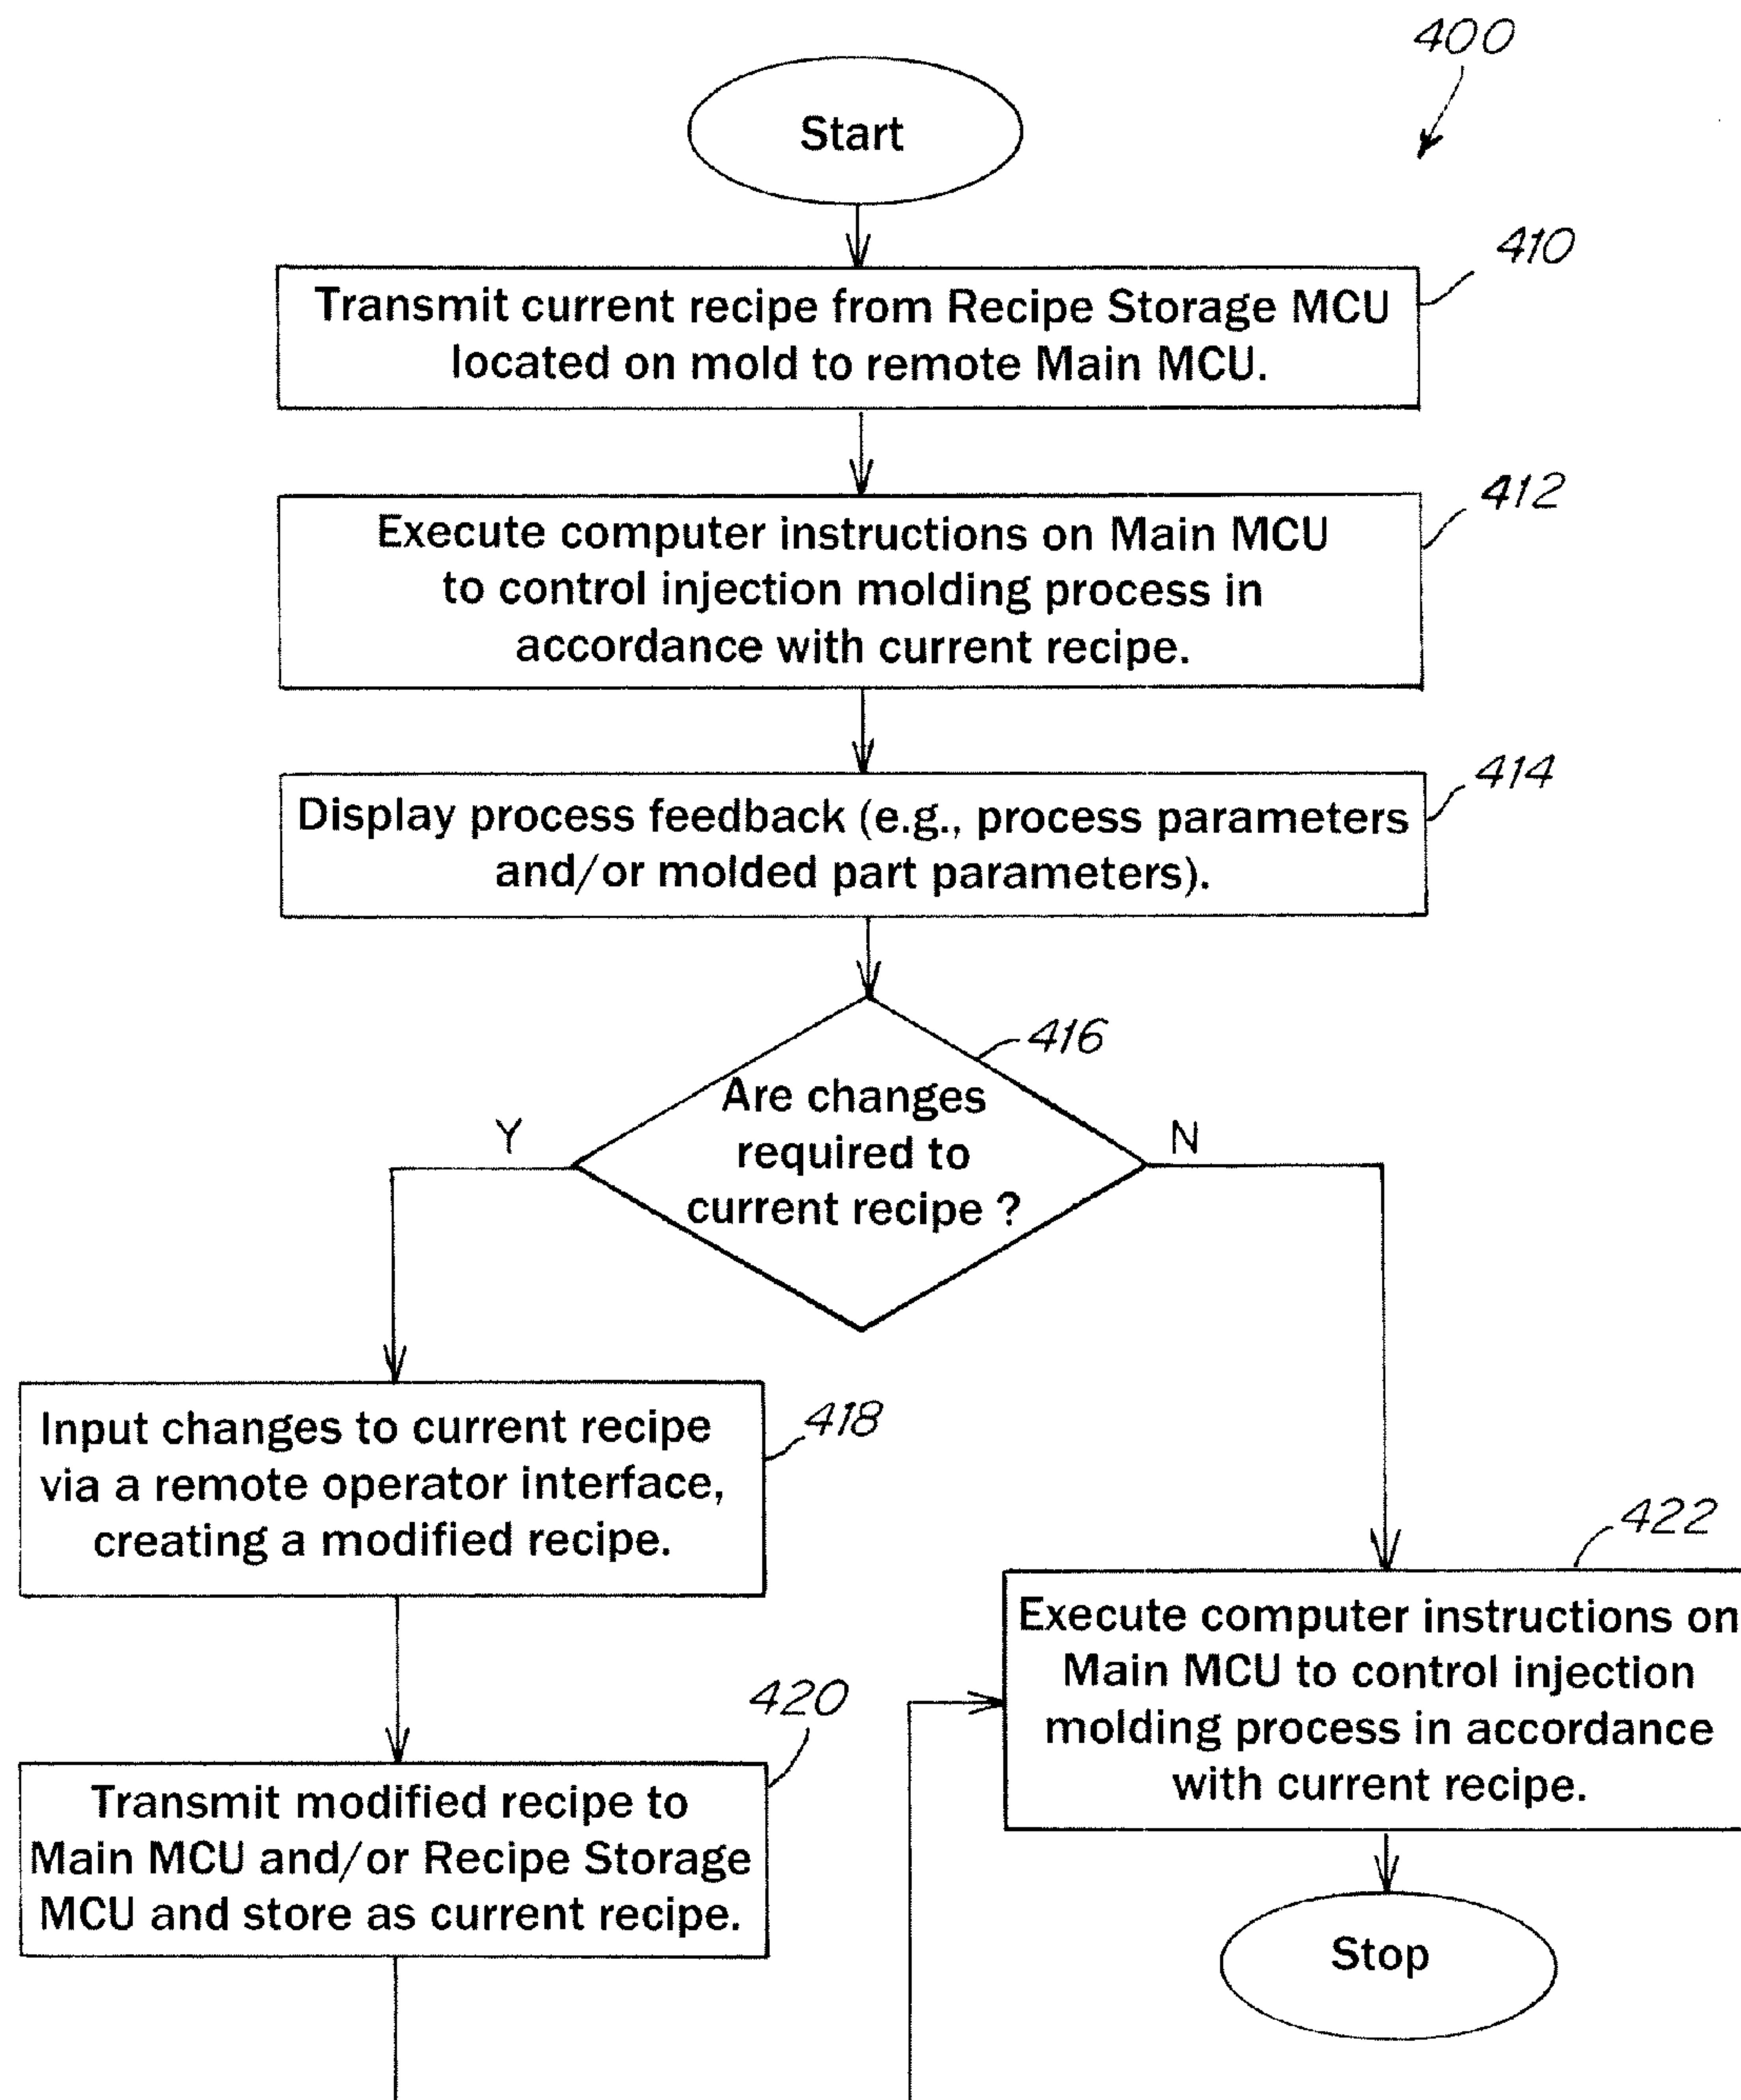 400
Start
410
Transmit current recipe from Recipe Storage MCU
located on mold to remote Main MCU.
412
Execute computer instructions on Main MCU
to control injection molding process in
accordance with current recipe.
414
Display process feedback (e.g., process parameters
and/or molded part parameters).
416
Are changes
required to
current recipe ?
Y
N
418
Input changes to current recipe
via a remote operator interface,
creating a modified recipe.
420
Transmit modified recipe to
Main MCU and/or Recipe Storage
MCU and store as current recipe.
422
Execute computer instructions on
Main MCU to control injection
molding process in accordance
with current recipe.
Stop